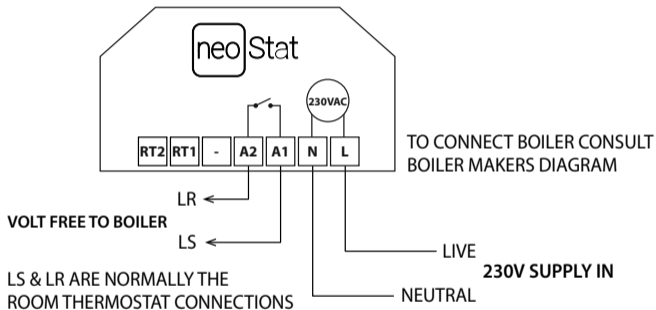 neoStat
230VAC
RT2 RT1 - A2 A1 N L
TO CONNECT BOILER CONSULT
BOILER MAKERS DIAGRAM
LR
VOLT FREE TO BOILER
LS
LIVE
230V SUPPLY IN
NEUTRAL
LS & LR ARE NORMALLY THE
ROOM THERMOSTAT CONNECTIONS